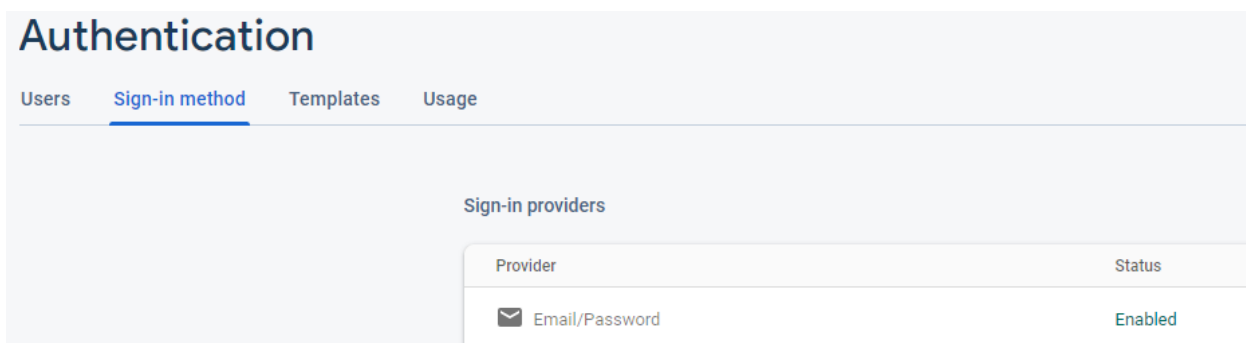 Authentication
Users Sign-in method Templates Usage
Sign-in providers
Provider Status
Email/Password Enabled